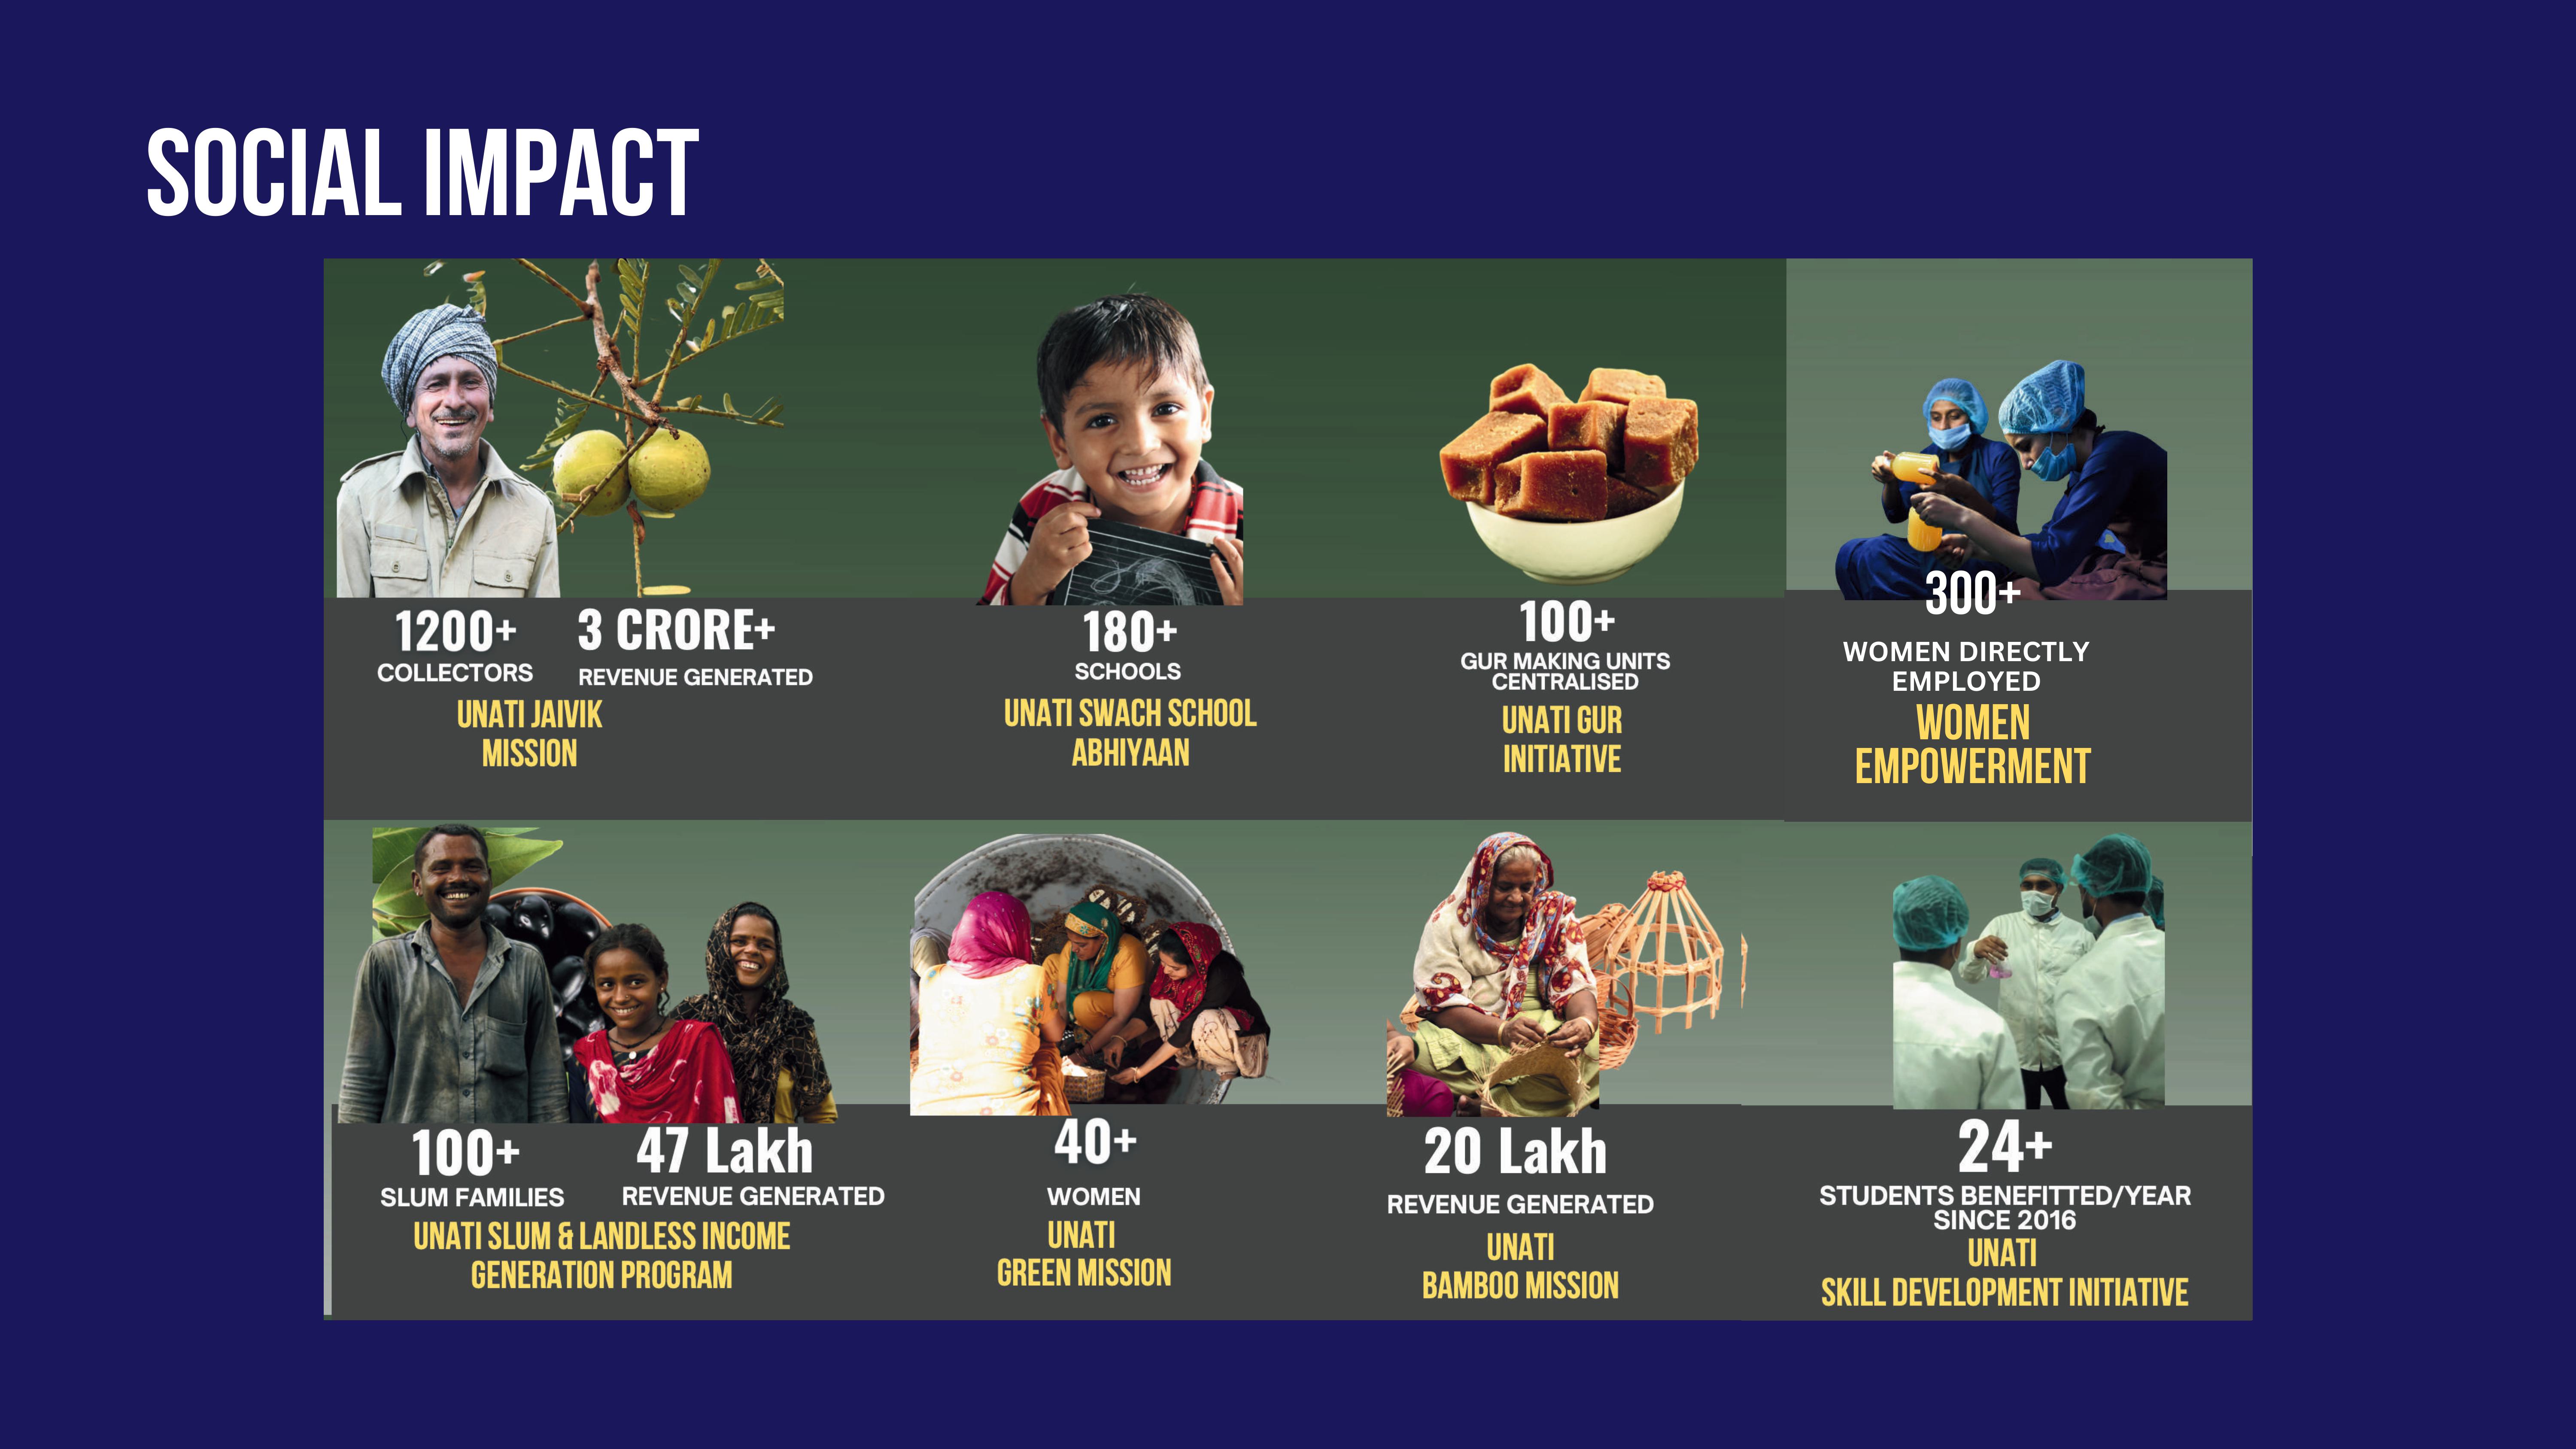 SOCIAL IMPACT
1200+
COLLECTORS
3 CRORE+
REVENUE GENERATED
UNATI JAIVIK
MISSION
180+
SCHOOLS
UNATI SWACH SCHOOL
ABHIYAAN
100+
GUR MAKING UNITS
CENTRALISED
UNATI GUR
INITIATIVE
300+
WOMEN DIRECTLY
EMPLOYED
WOMEN
EMPOWERMENT
100+
SLUM FAMILIES
47 Lakh
REVENUE GENERATED
UNATI SLUM & LANDLESS INCOME
GENERATION PROGRAM
40+
WOMEN
UNATI
GREEN MISSION
20 Lakh
REVENUE GENERATED
UNATI
BAMBOO MISSION
24+
STUDENTS BENEFITTED/YEAR
SINCE 2016
UNATI
SKILL DEVELOPMENT INITIATIVE